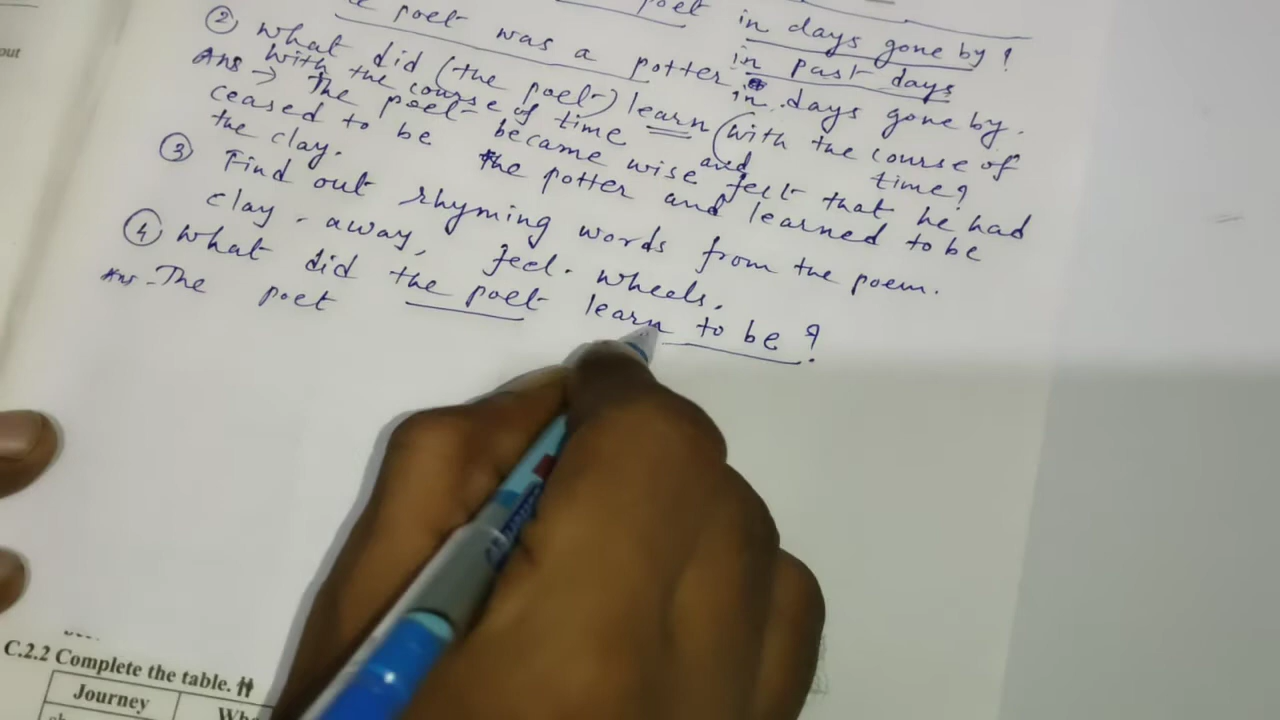 poet in days gone by?
in past days
poet was a potter in days gone by.
② What did (the poet) learn (with the course of time?
with the course of time
Ans → The poet became wise and felt that he had
ceased to be the potter and learned to be
the clay.
③ Find out rhyming words from the poem.
clay - away, feel - wheels.
④ What did the poet learn to be?
Ans - The poet
out
C.2.2 Complete the table.
Journey